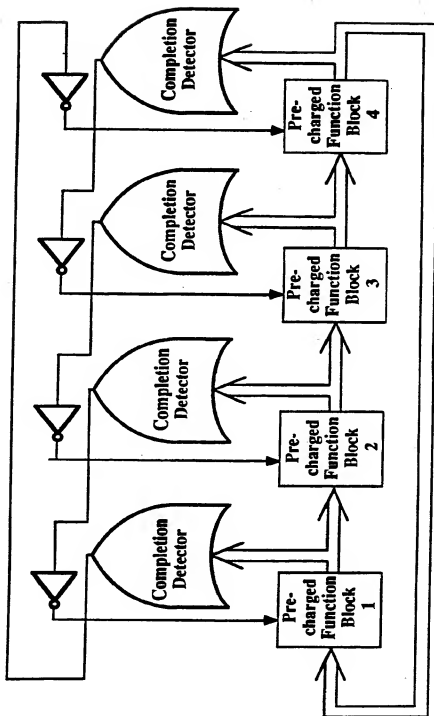 Completion
Detector
Completion
Detector
Completion
Detector
Completion
Detector
Pre-
charged
Function
Block
1
Pre-
charged
Function
Block
2
Pre-
charged
Function
Block
3
Pre-
charged
Function
Block
4